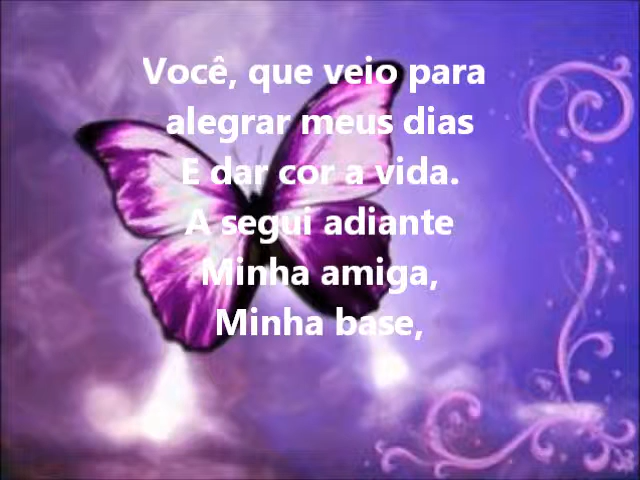 Você, que veio para
alegrar meus dias
E dar cor a vida.
A segui adiante
Minha amiga,
Minha base,